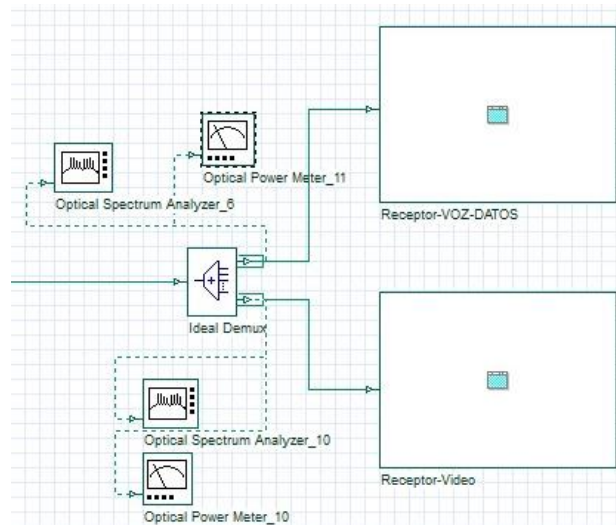 Optical Power Meter_11
Optical Spectrum Analyzer_6
Receptor-VOZ-DATOS
Ideal Demux
Optical Spectrum Analyzer_10
Receptor-Video
Optical Power Meter_10